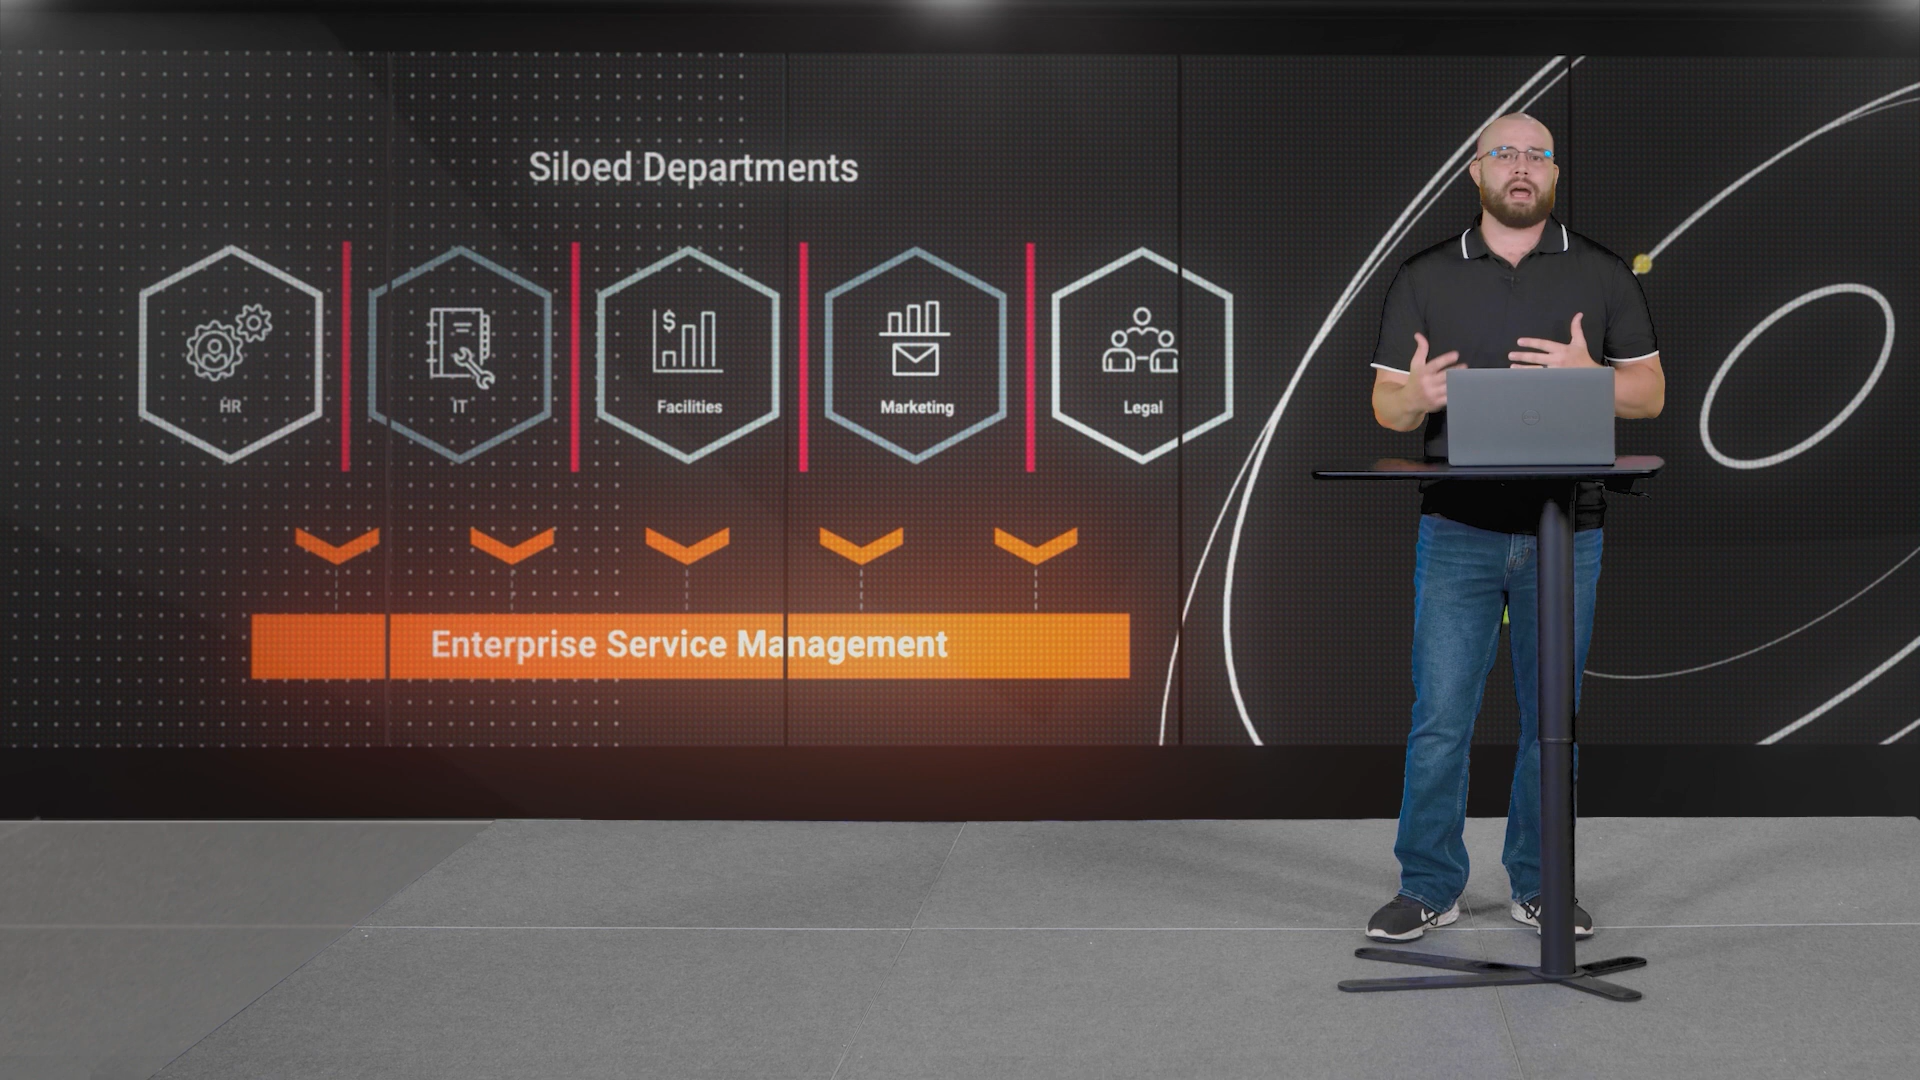 Siloed Departments
HR
IT
Facilities
Marketing
Legal
Enterprise Service Management